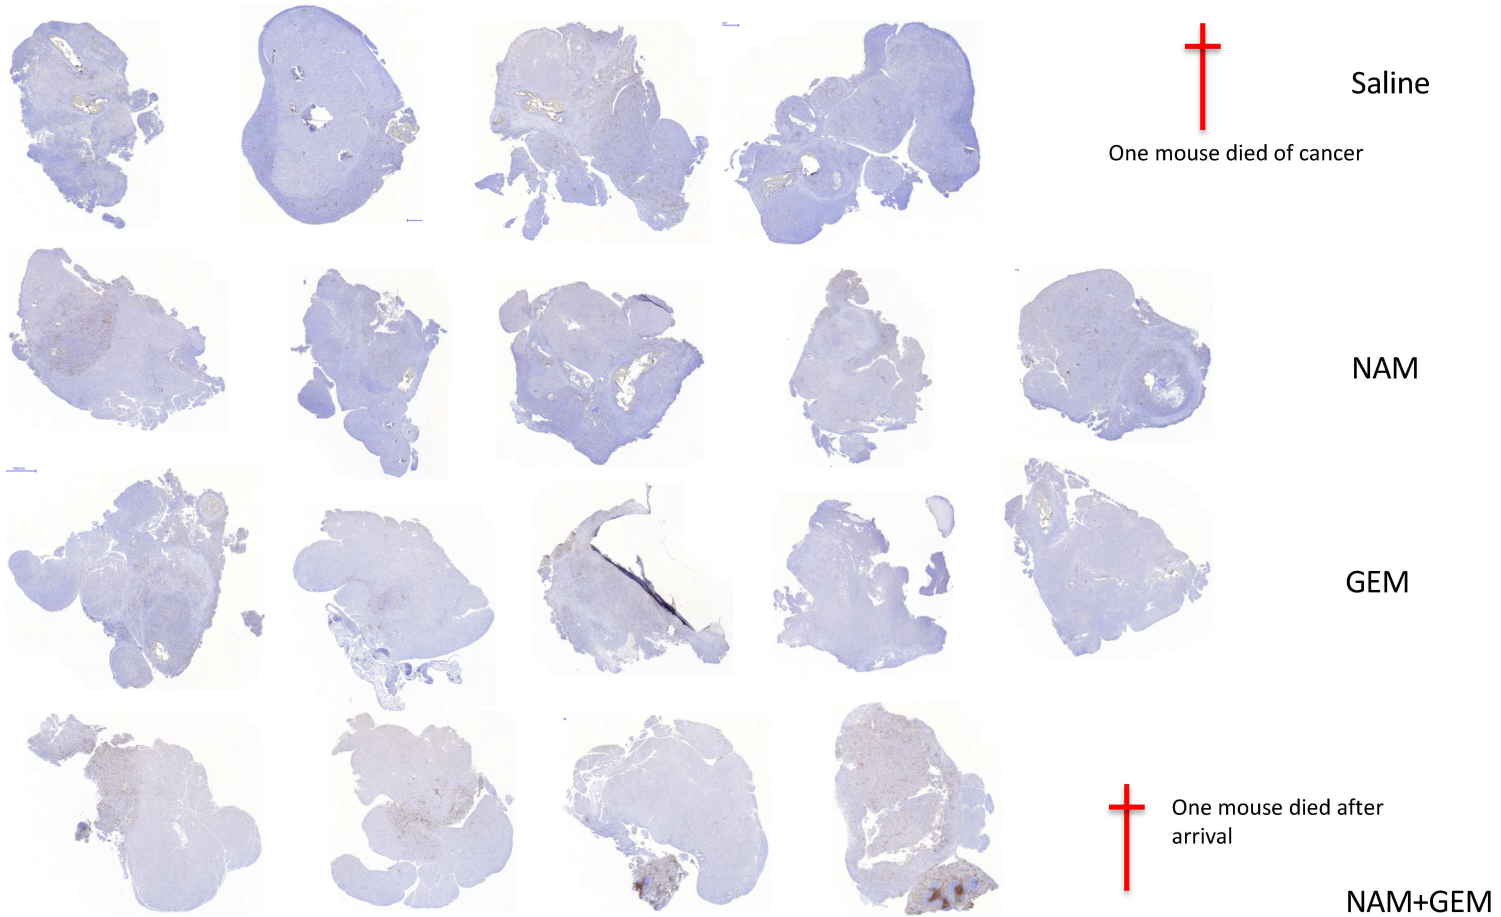 Saline
One mouse died of cancer
NAM
GEM
One mouse died after
arrival
NAM+GEM